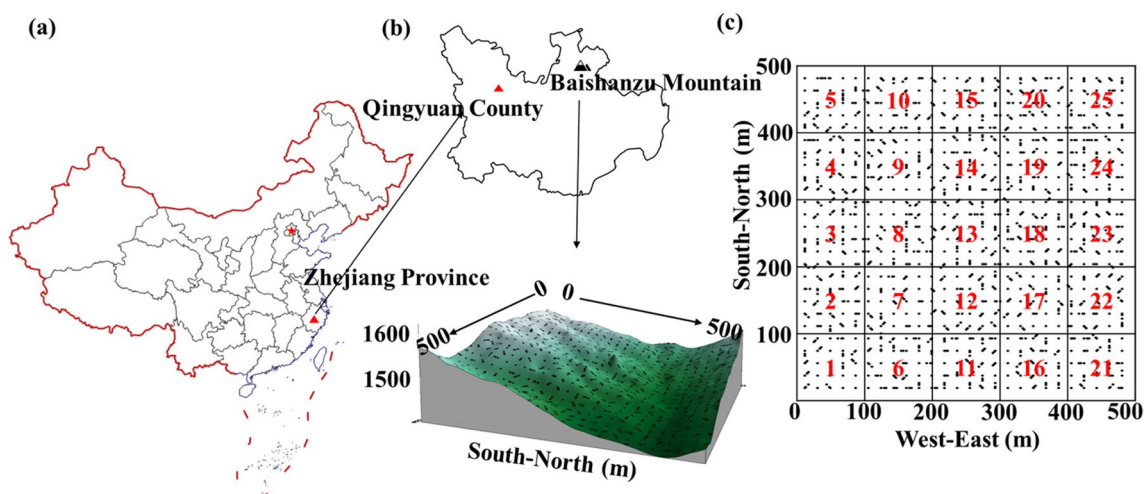 (a)
Zhejiang Province
(b)
Baishanzu Mountain
Qingyuan County
0
0
500
500
1600
1500
South-North (m)
(c)
500
400
300
200
100
South-North (m)
5 10 15 20 25
4 9 14 19 24
3 8 13 18 23
2 7 12 17 22
1 6 11 16 21
0 100 200 300 400 500
West-East (m)